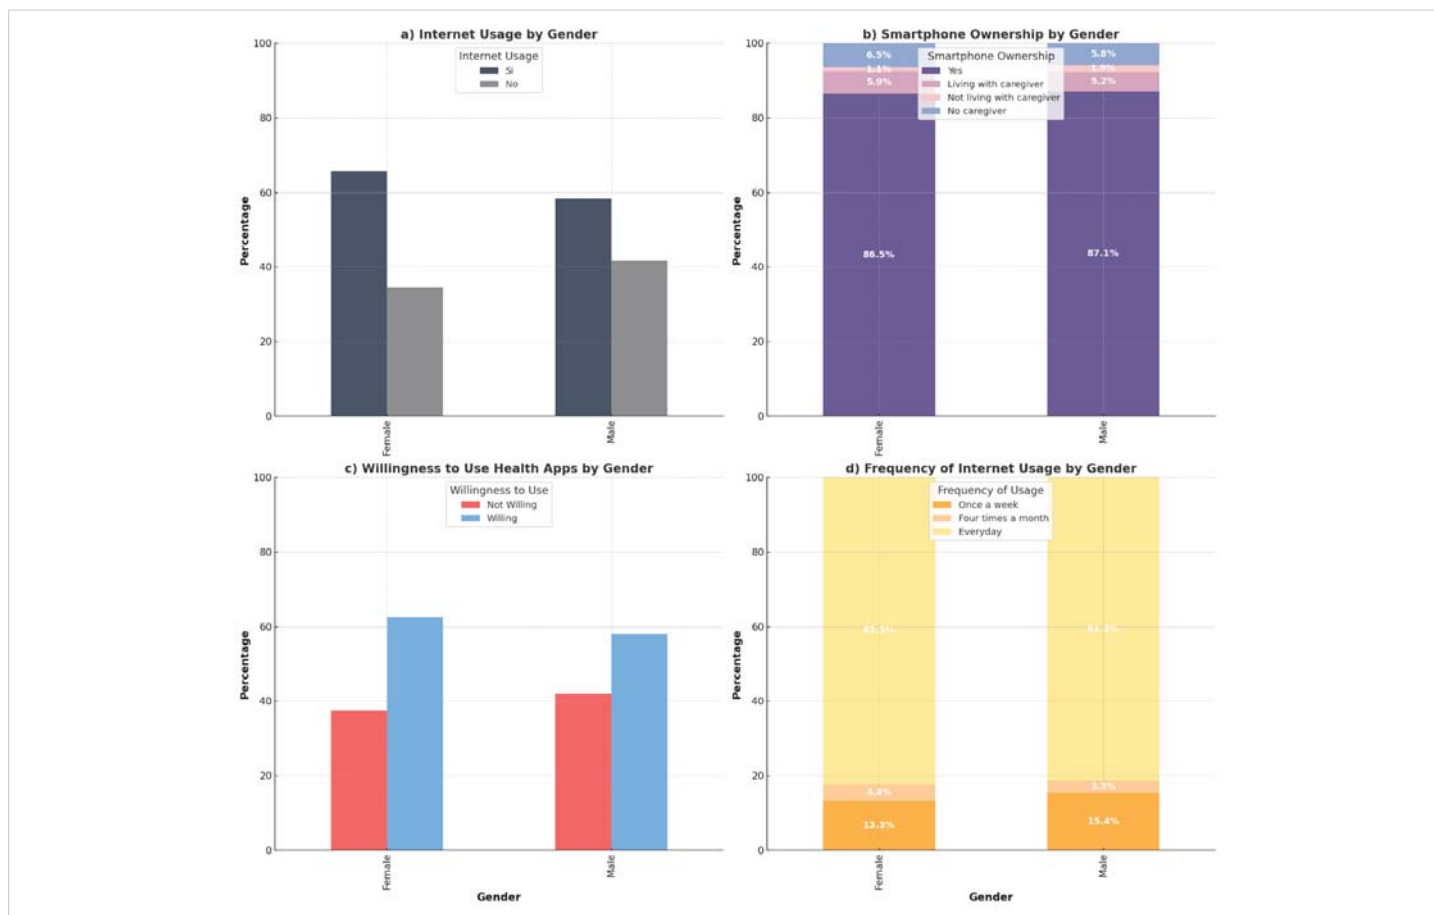 a) Internet Usage by Gender
Internet Usage
Si
No
Percentage
100
80
60
40
20
0
Female
Male
b) Smartphone Ownership by Gender
Smartphone Ownership
Yes
Living with caregiver
Not living with caregiver
No caregiver
Percentage
100
80
60
40
20
0
6.5%
1.1%
5.9%
86.5%
5.8%
5.2%
87.1%
Female
Male
c) Willingness to Use Health Apps by Gender
Willingness to Use
Not Willing
Willing
Percentage
100
80
60
40
20
0
Female
Male
Gender
d) Frequency of Internet Usage by Gender
Frequency of Usage
Once a week
Four times a month
Everyday
Percentage
100
80
60
40
20
0
4.4%
13.3%
15.4%
Female
Male
Gender